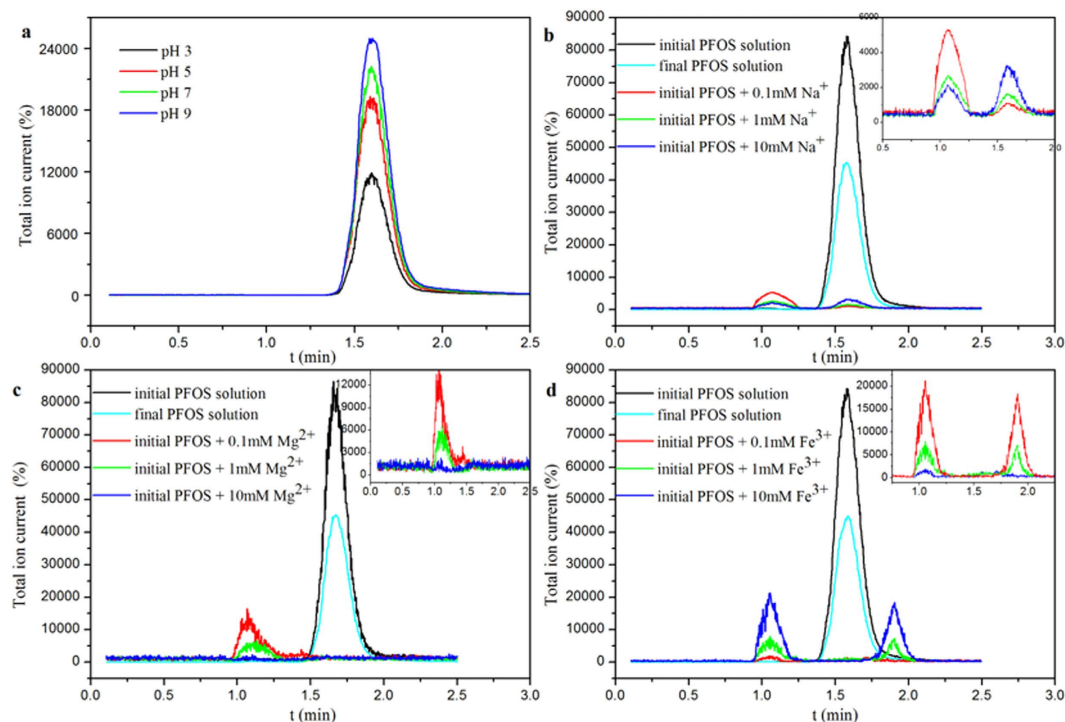 a
pH 3
pH 5
pH 7
pH 9
Total ion current (%)
24000
18000
12000
6000
0
0.0 0.5 1.0 1.5 2.0 2.5
t (min)
b
initial PFOS solution
final PFOS solution
initial PFOS + 0.1mM Na+
initial PFOS + 1mM Na+
initial PFOS + 10mM Na+
Total ion current (%)
90000
80000
70000
60000
50000
40000
30000
20000
10000
0
0.0 0.5 1.0 1.5 2.0 2.5 3.0
t (min)
6000
4000
2000
0
0.5 1.0 1.5 2.0
c
initial PFOS solution
final PFOS solution
initial PFOS + 0.1mM Mg2+
initial PFOS + 1mM Mg2+
initial PFOS + 10mM Mg2+
Total ion current (%)
90000
80000
70000
60000
50000
40000
30000
20000
10000
0
0.0 0.5 1.0 1.5 2.0 2.5 3.0
t (min)
12000
9000
6000
3000
0
0.0 0.5 1.0 1.5 2.0 2.5
d
initial PFOS solution
final PFOS solution
initial PFOS + 0.1mM Fe3+
initial PFOS + 1mM Fe3+
initial PFOS + 10mM Fe3+
Total ion current (%)
90000
80000
70000
60000
50000
40000
30000
20000
10000
0
0.0 0.5 1.0 1.5 2.0 2.5 3.0
t (min)
20000
15000
10000
5000
0
1.0 1.5 2.0